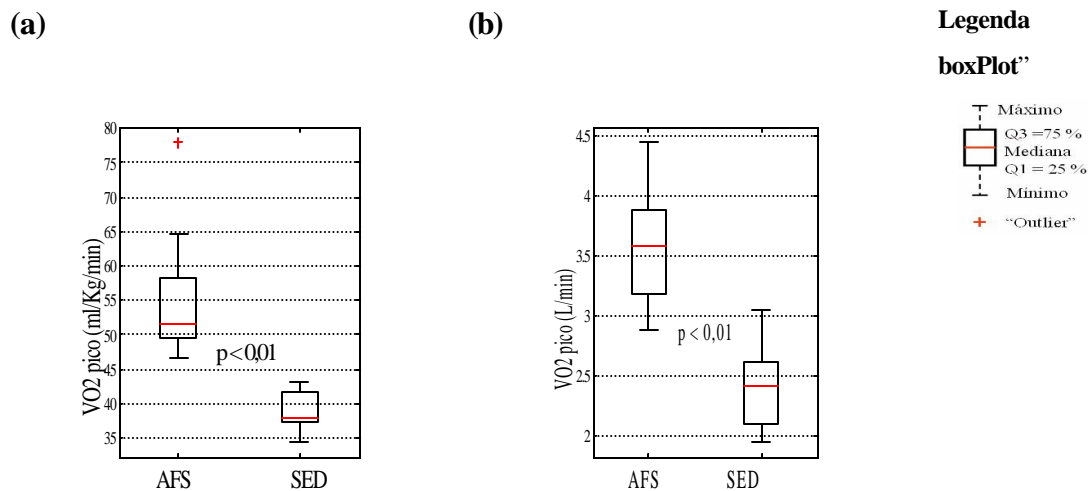 (a)
VO2 pico (ml/Kg/min)
80
75
70
65
60
55
50
45
40
35
p<0,01
AFS SED
(b)
VO2 pico (L/min)
4.5
4
3.5
3
2.5
2
p<0,01
AFS SED
Legenda
boxPlot”
Máximo
Q3 =75 %
Mediana
Q1 = 25 %
Mínimo
“Outlier”